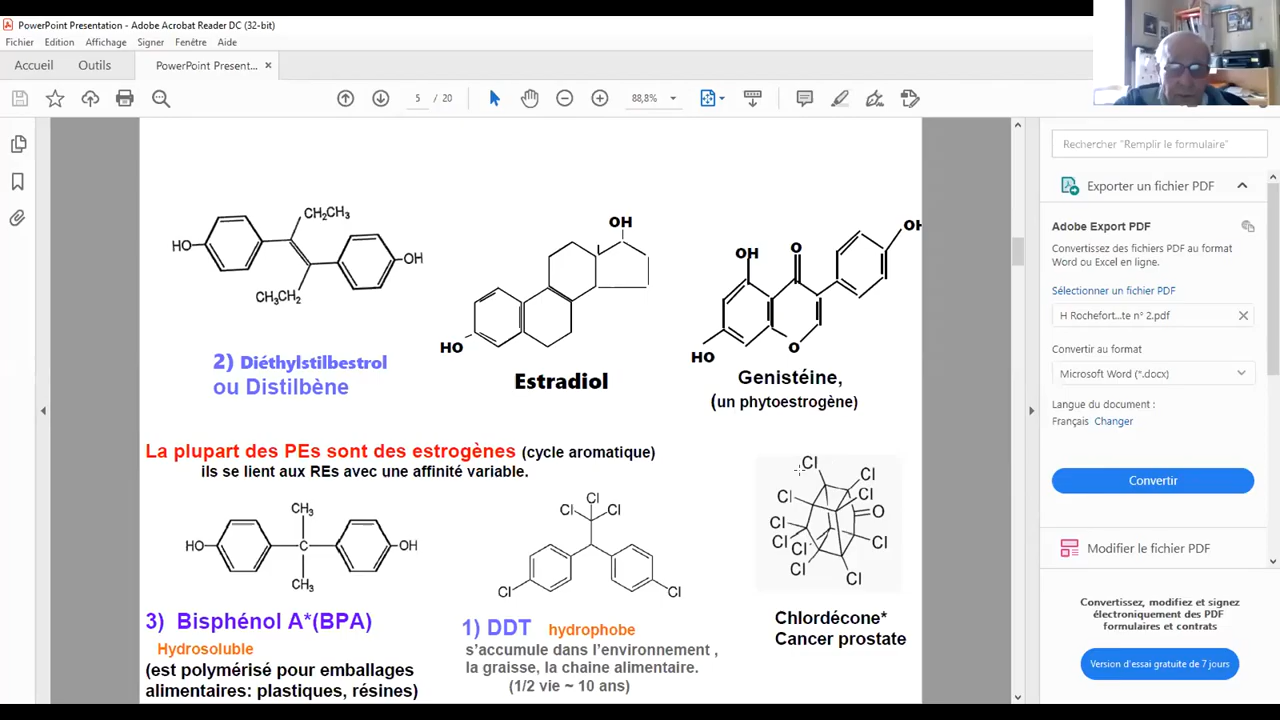 PowerPoint Presentation - Adobe Acrobat Reader DC (32-bit)
Fichier Edition Affichage Signer Fenêtre Aide
Accueil Outils PowerPoint Present... ×
5 / 20 88,8%
CH₂CH₃
HO OH
CH₃CH₂
2) Diéthylstilbestrol
ou Distilbène
OH
HO
Estradiol
OH
OH O
HO O
Genistéine,
(un phytoestrogène)
La plupart des PEs sont des estrogènes (cycle aromatique)
ils se lient aux REs avec une affinité variable.
CH₃
HO C OH
CH₃
3) Bisphénol A*(BPA)
Hydrosoluble
(est polymérisé pour emballages
alimentaires: plastiques, résines)
Cl
Cl Cl
Cl Cl
1) DDT hydrophobe
s’accumule dans l’environnement ,
la graisse, la chaine alimentaire.
(1/2 vie ~ 10 ans)
Cl
Cl
Cl Cl
Cl O
Cl Cl Cl
Cl
Cl
Chlordécone*
Cancer prostate
Rechercher "Remplir le formulaire"
Exporter un fichier PDF
Adobe Export PDF
Convertissez des fichiers PDF au format
Word ou Excel en ligne.
Sélectionner un fichier PDF
H Rochefort...te n° 2.pdf
Convertir au format
Microsoft Word (*.docx)
Langue du document :
Français Changer
Convertir
Modifier le fichier PDF
Convertissez, modifiez et signez
électroniquement des PDF
formulaires et contrats
Version d'essai gratuite de 7 jours